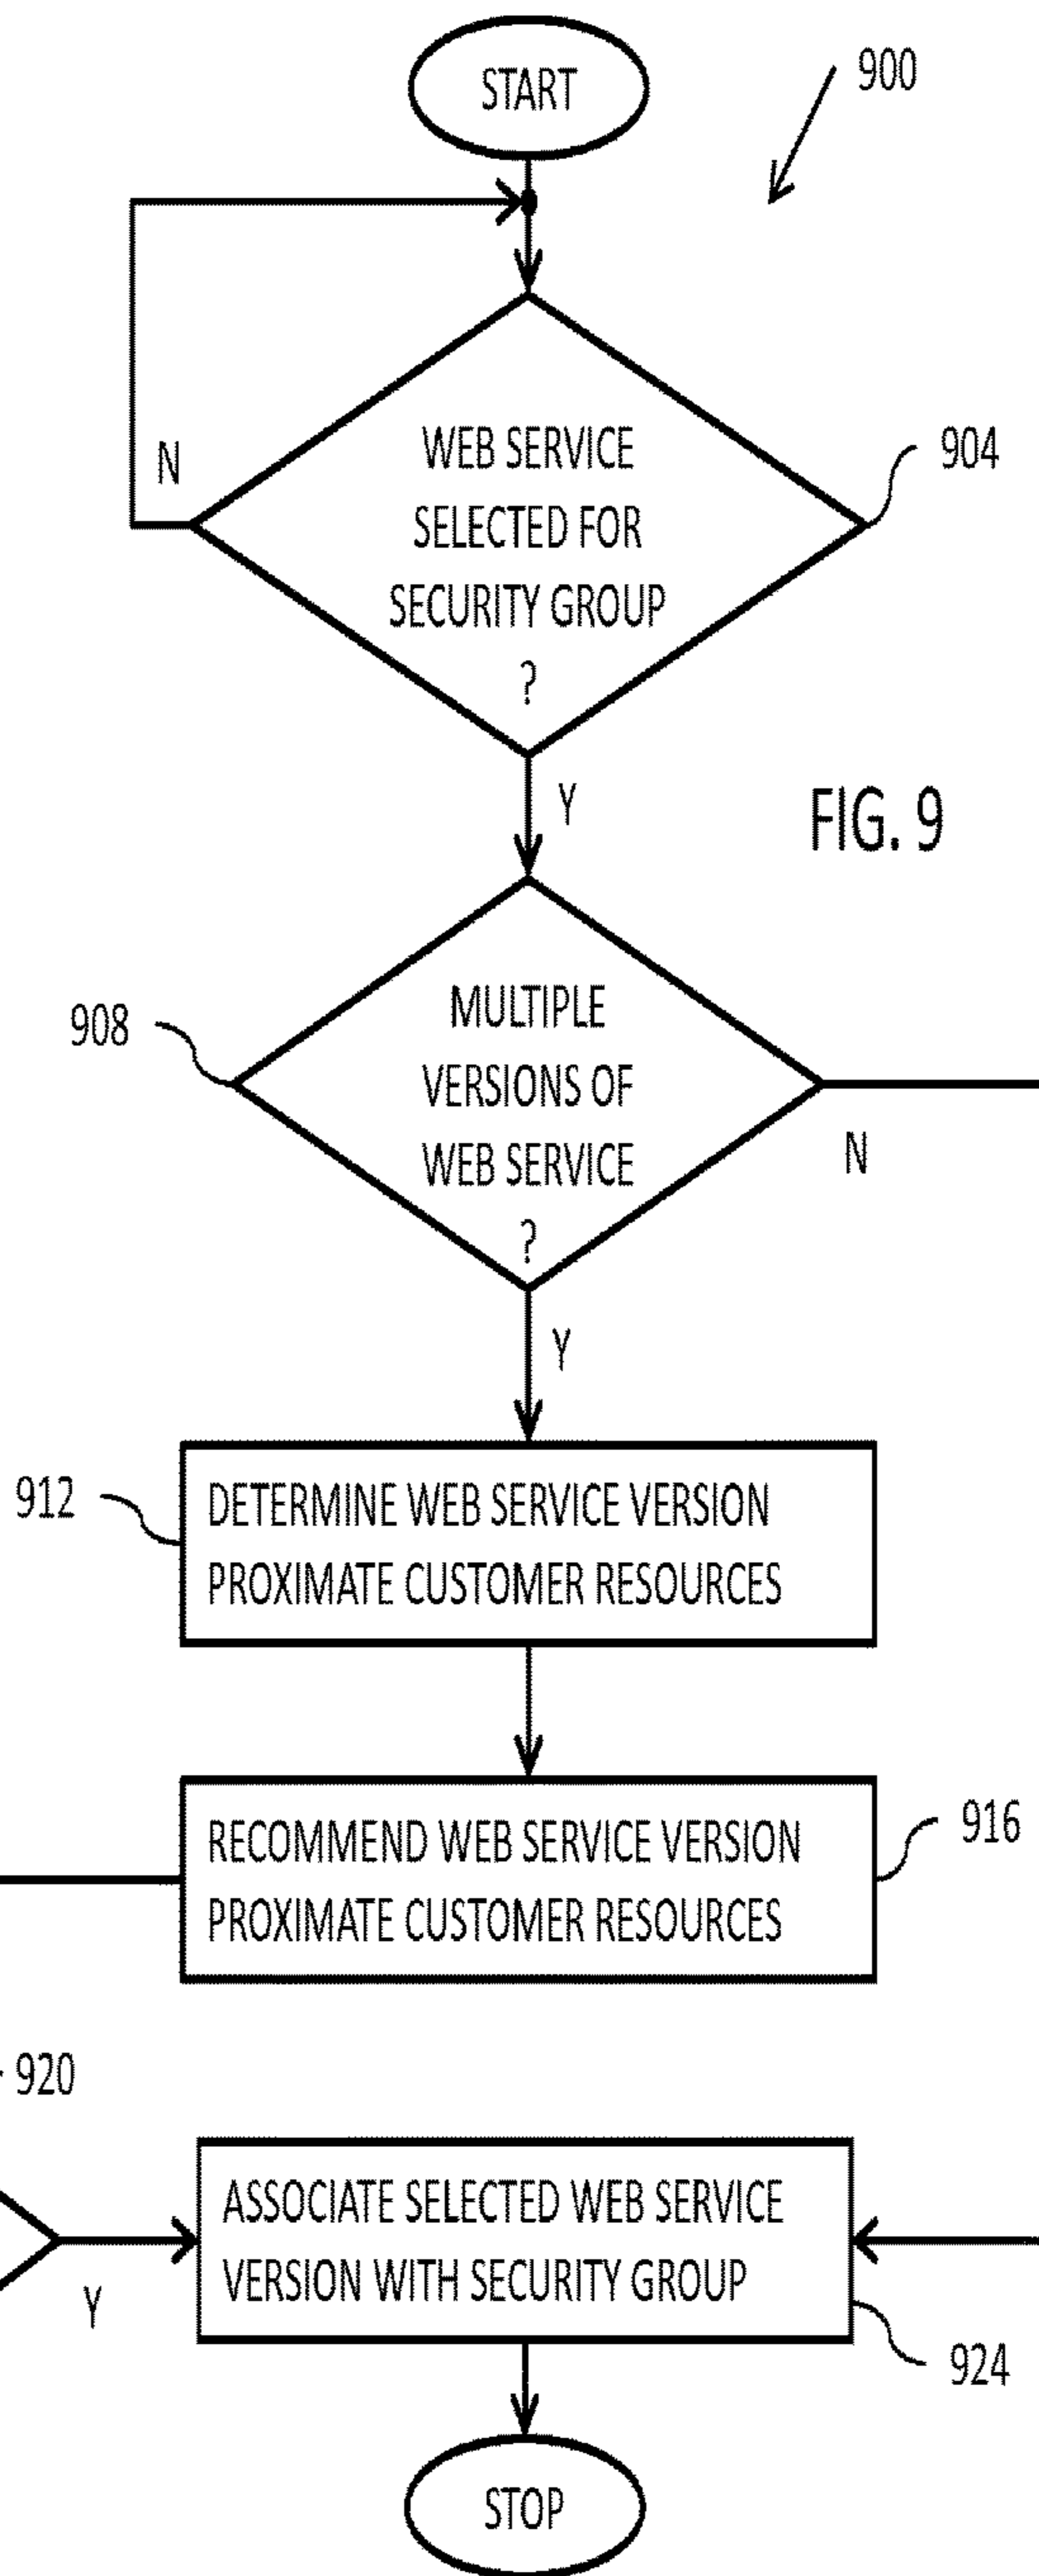 START
900
WEB SERVICE
SELECTED FOR
SECURITY GROUP
?
904
N
Y
FIG. 9
908
MULTIPLE
VERSIONS OF
WEB SERVICE
?
N
Y
912
DETERMINE WEB SERVICE VERSION
PROXIMATE CUSTOMER RESOURCES
RECOMMEND WEB SERVICE VERSION
PROXIMATE CUSTOMER RESOURCES
916
920
Y
ASSOCIATE SELECTED WEB SERVICE
VERSION WITH SECURITY GROUP
924
STOP